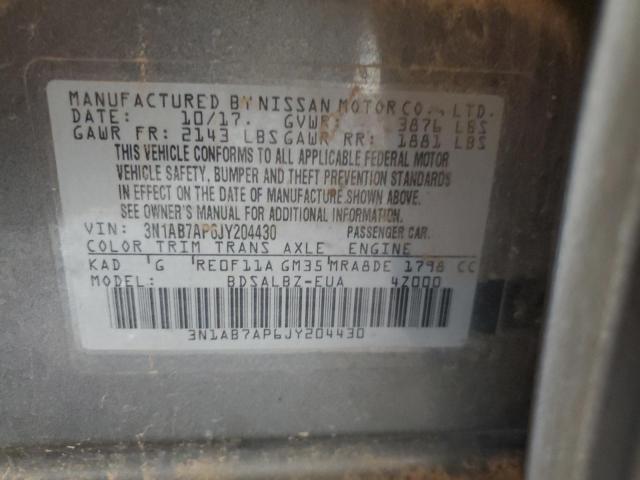 MANUFACTURED BY NISSAN MOTOR CO., LTD.
DATE: 10/17. GVWR: 3876 LBS
GAWR FR: 2143 LBS GAWR RR: 1881 LBS
THIS VEHICLE CONFORMS TO ALL APPLICABLE FEDERAL MOTOR
VEHICLE SAFETY, BUMPER AND THEFT PREVENTION STANDARDS
IN EFFECT ON THE DATE OF MANUFACTURE SHOWN ABOVE.
SEE OWNER'S MANUAL FOR ADDITIONAL INFORMATION.
VIN: 3N1AB7AP6JY204430 PASSENGER CAR.
COLOR TRIM TRANS AXLE ENGINE
KAD G RE0F11A GM35 MRA8DE 1798 CC
MODEL: BDSALBZ-EUA 4Z000
3N1AB7AP6JY204430